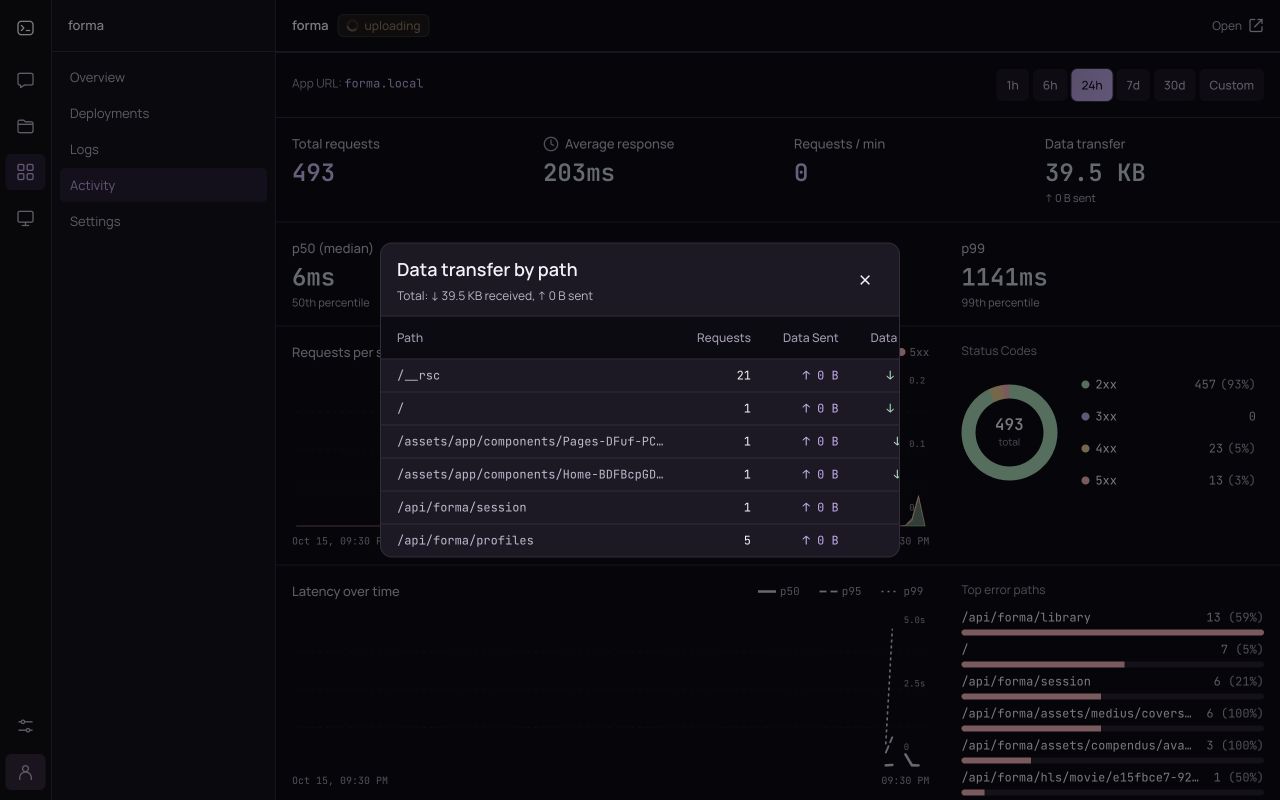 forma
forma uploading Open
Overview
Deployments
Logs
Activity
Settings
App URL: forma.local
1h 6h 24h 7d 30d Custom
Total requests
493
Average response
203ms
Requests / min
0
Data transfer
39.5 KB
↑ 0 B sent
p50 (median)
6ms
50th percentile
p99
1141ms
99th percentile
Data transfer by path
Total: ↓ 39.5 KB received, ↑ 0 B sent
Path Requests Data Sent Data
/__rsc 21 ↑ 0 B ↓
/ 1 ↑ 0 B ↓
/assets/app/components/Pages-DFuf-PC… 1 ↑ 0 B ↓
/assets/app/components/Home-BDFBcpGD… 1 ↑ 0 B ↓
/api/forma/session 1 ↑ 0 B
/api/forma/profiles 5 ↑ 0 B
Requests per s
5xx
0.2
0.1
0
Oct 15, 09:30 P
30 PM
Status Codes
493
total
2xx 457 (93%)
3xx 0
4xx 23 (5%)
5xx 13 (3%)
Latency over time
p50 p95 p99
5.0s
2.5s
0
Oct 15, 09:30 PM
09:30 PM
Top error paths
/api/forma/library 13 (59%)
/ 7 (5%)
/api/forma/session 6 (21%)
/api/forma/assets/medius/covers… 6 (100%)
/api/forma/assets/compendus/ava… 3 (100%)
/api/forma/hls/movie/e15fbce7-92… 1 (50%)